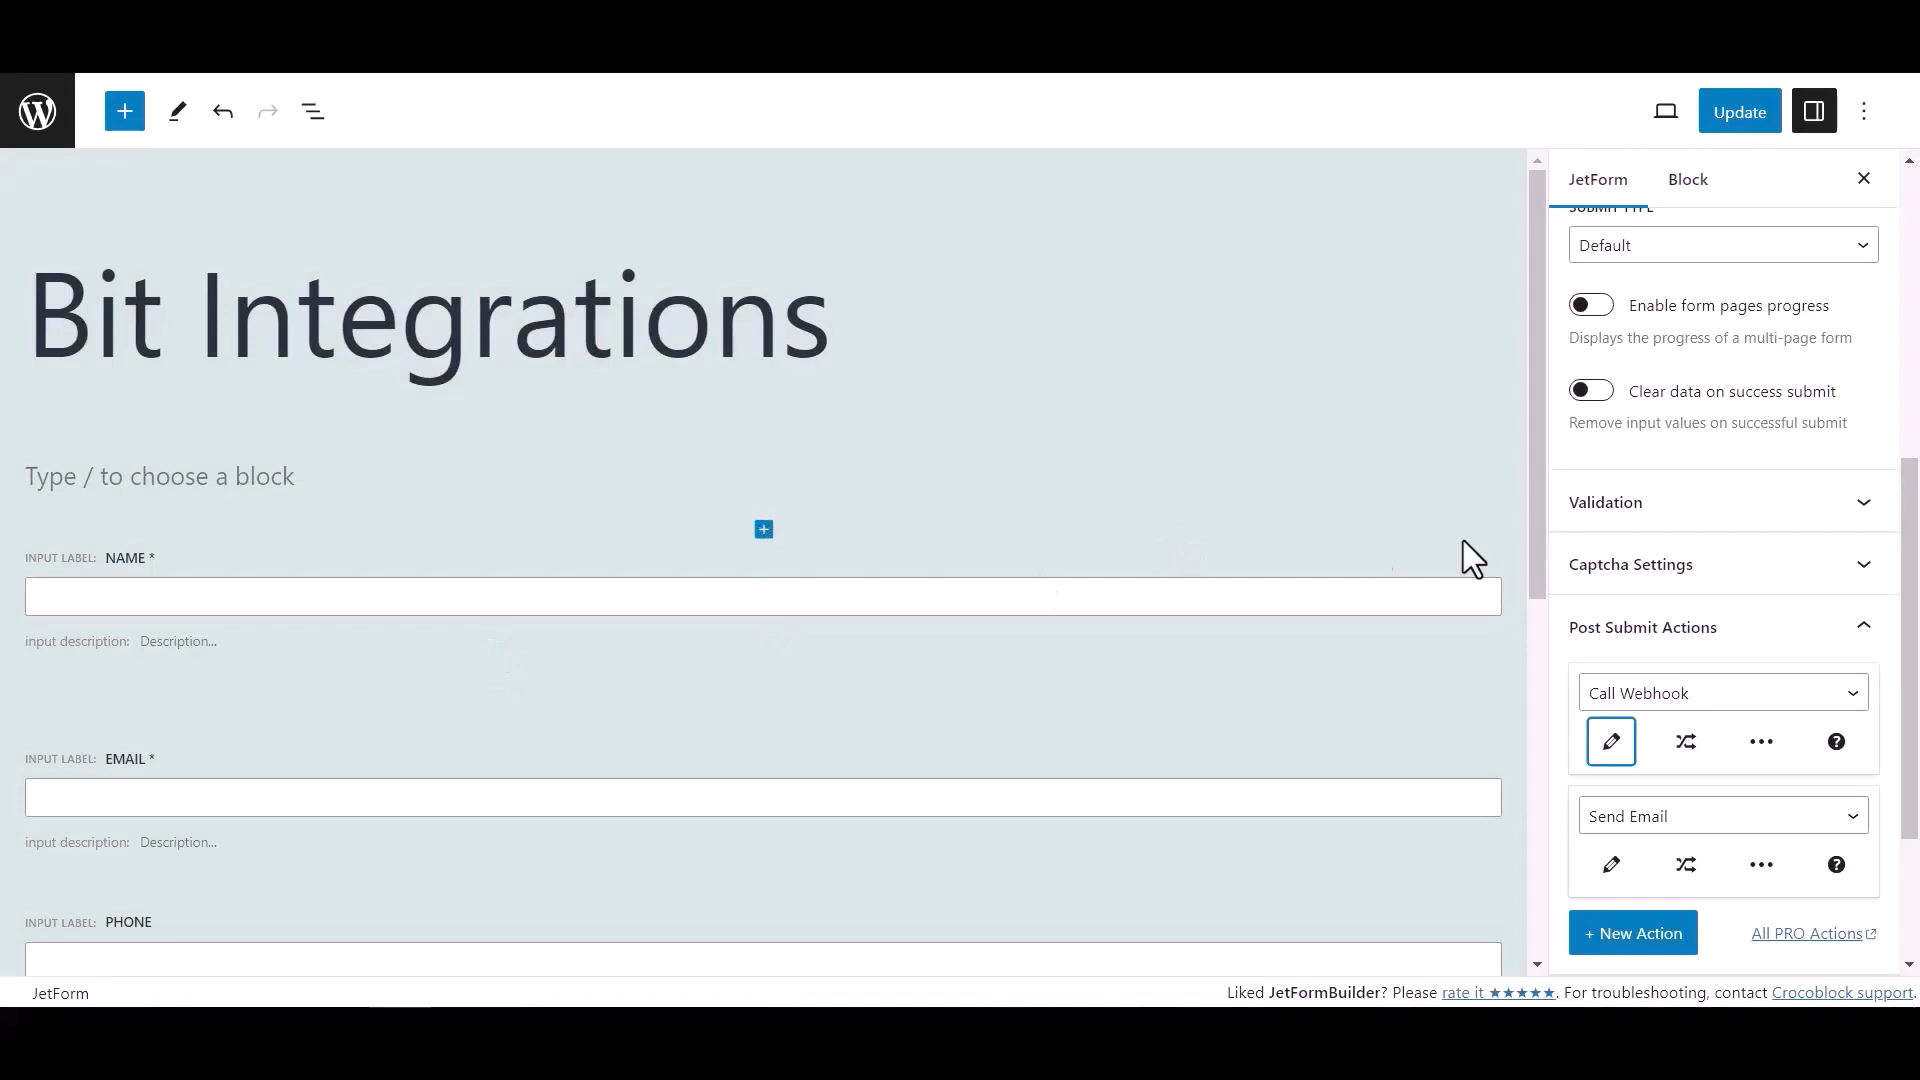 Update
JetForm
Block
SUBMIT TYPE
Default
Enable form pages progress
Displays the progress of a multi-page form
Clear data on success submit
Remove input values on successful submit
Validation
Captcha Settings
Post Submit Actions
Call Webhook
Send Email
+ New Action
All PRO Actions
Bit Integrations
Type / to choose a block
INPUT LABEL: NAME *
input description: Description...
INPUT LABEL: EMAIL *
input description: Description...
INPUT LABEL: PHONE
JetForm
Liked JetFormBuilder? Please rate it ★★★★★. For troubleshooting, contact Crocoblock support.